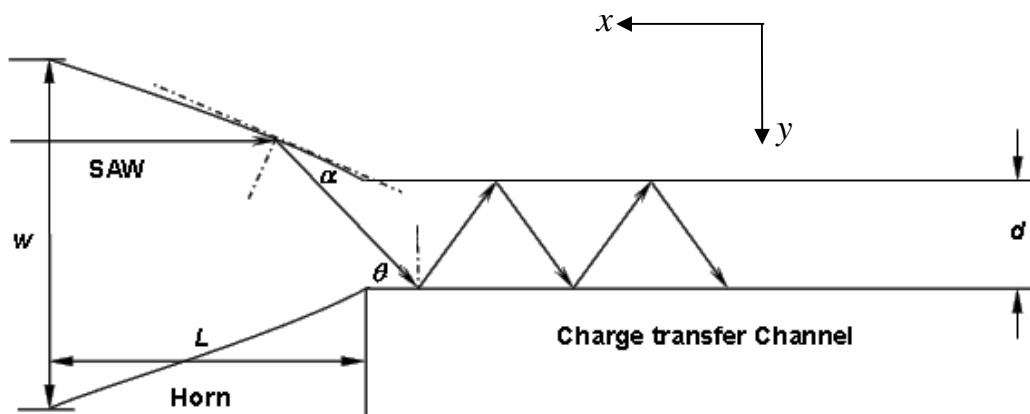 x
y
SAW
α
w
d
θ
L
Charge transfer Channel
Horn